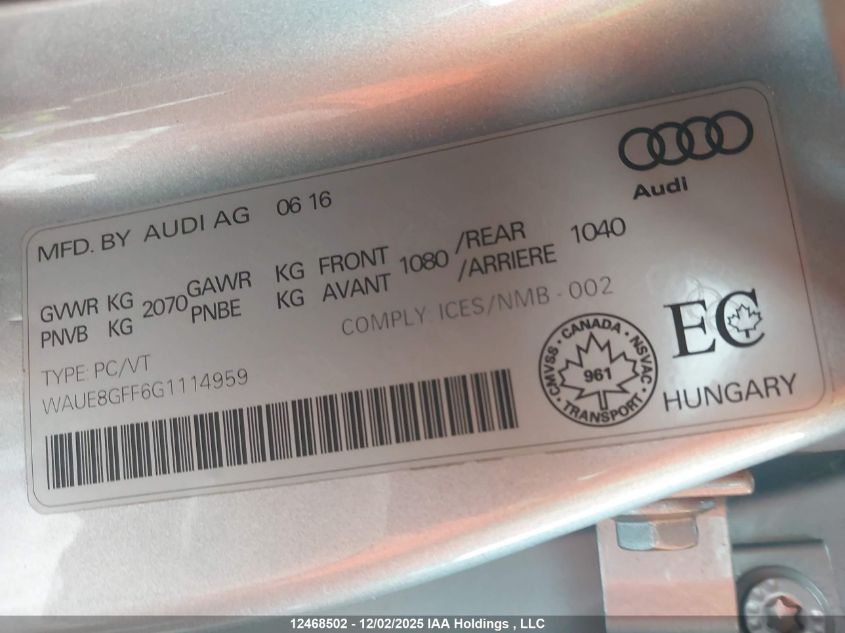 Audi
MFD. BY AUDI AG 06 16
GVWR KG 2070 GAWR KG FRONT 1080 /REAR 1040
PNVB KG PNBE KG AVANT /ARRIERE
COMPLY ICES/NMB - 002
TYPE: PC/VT
WAUE8GFF6G1114959
CANADA
CMVSS 961 NSVAC
TRANSPORT
EC
HUNGARY
12468502 - 12/02/2025 IAA Holdings , LLC